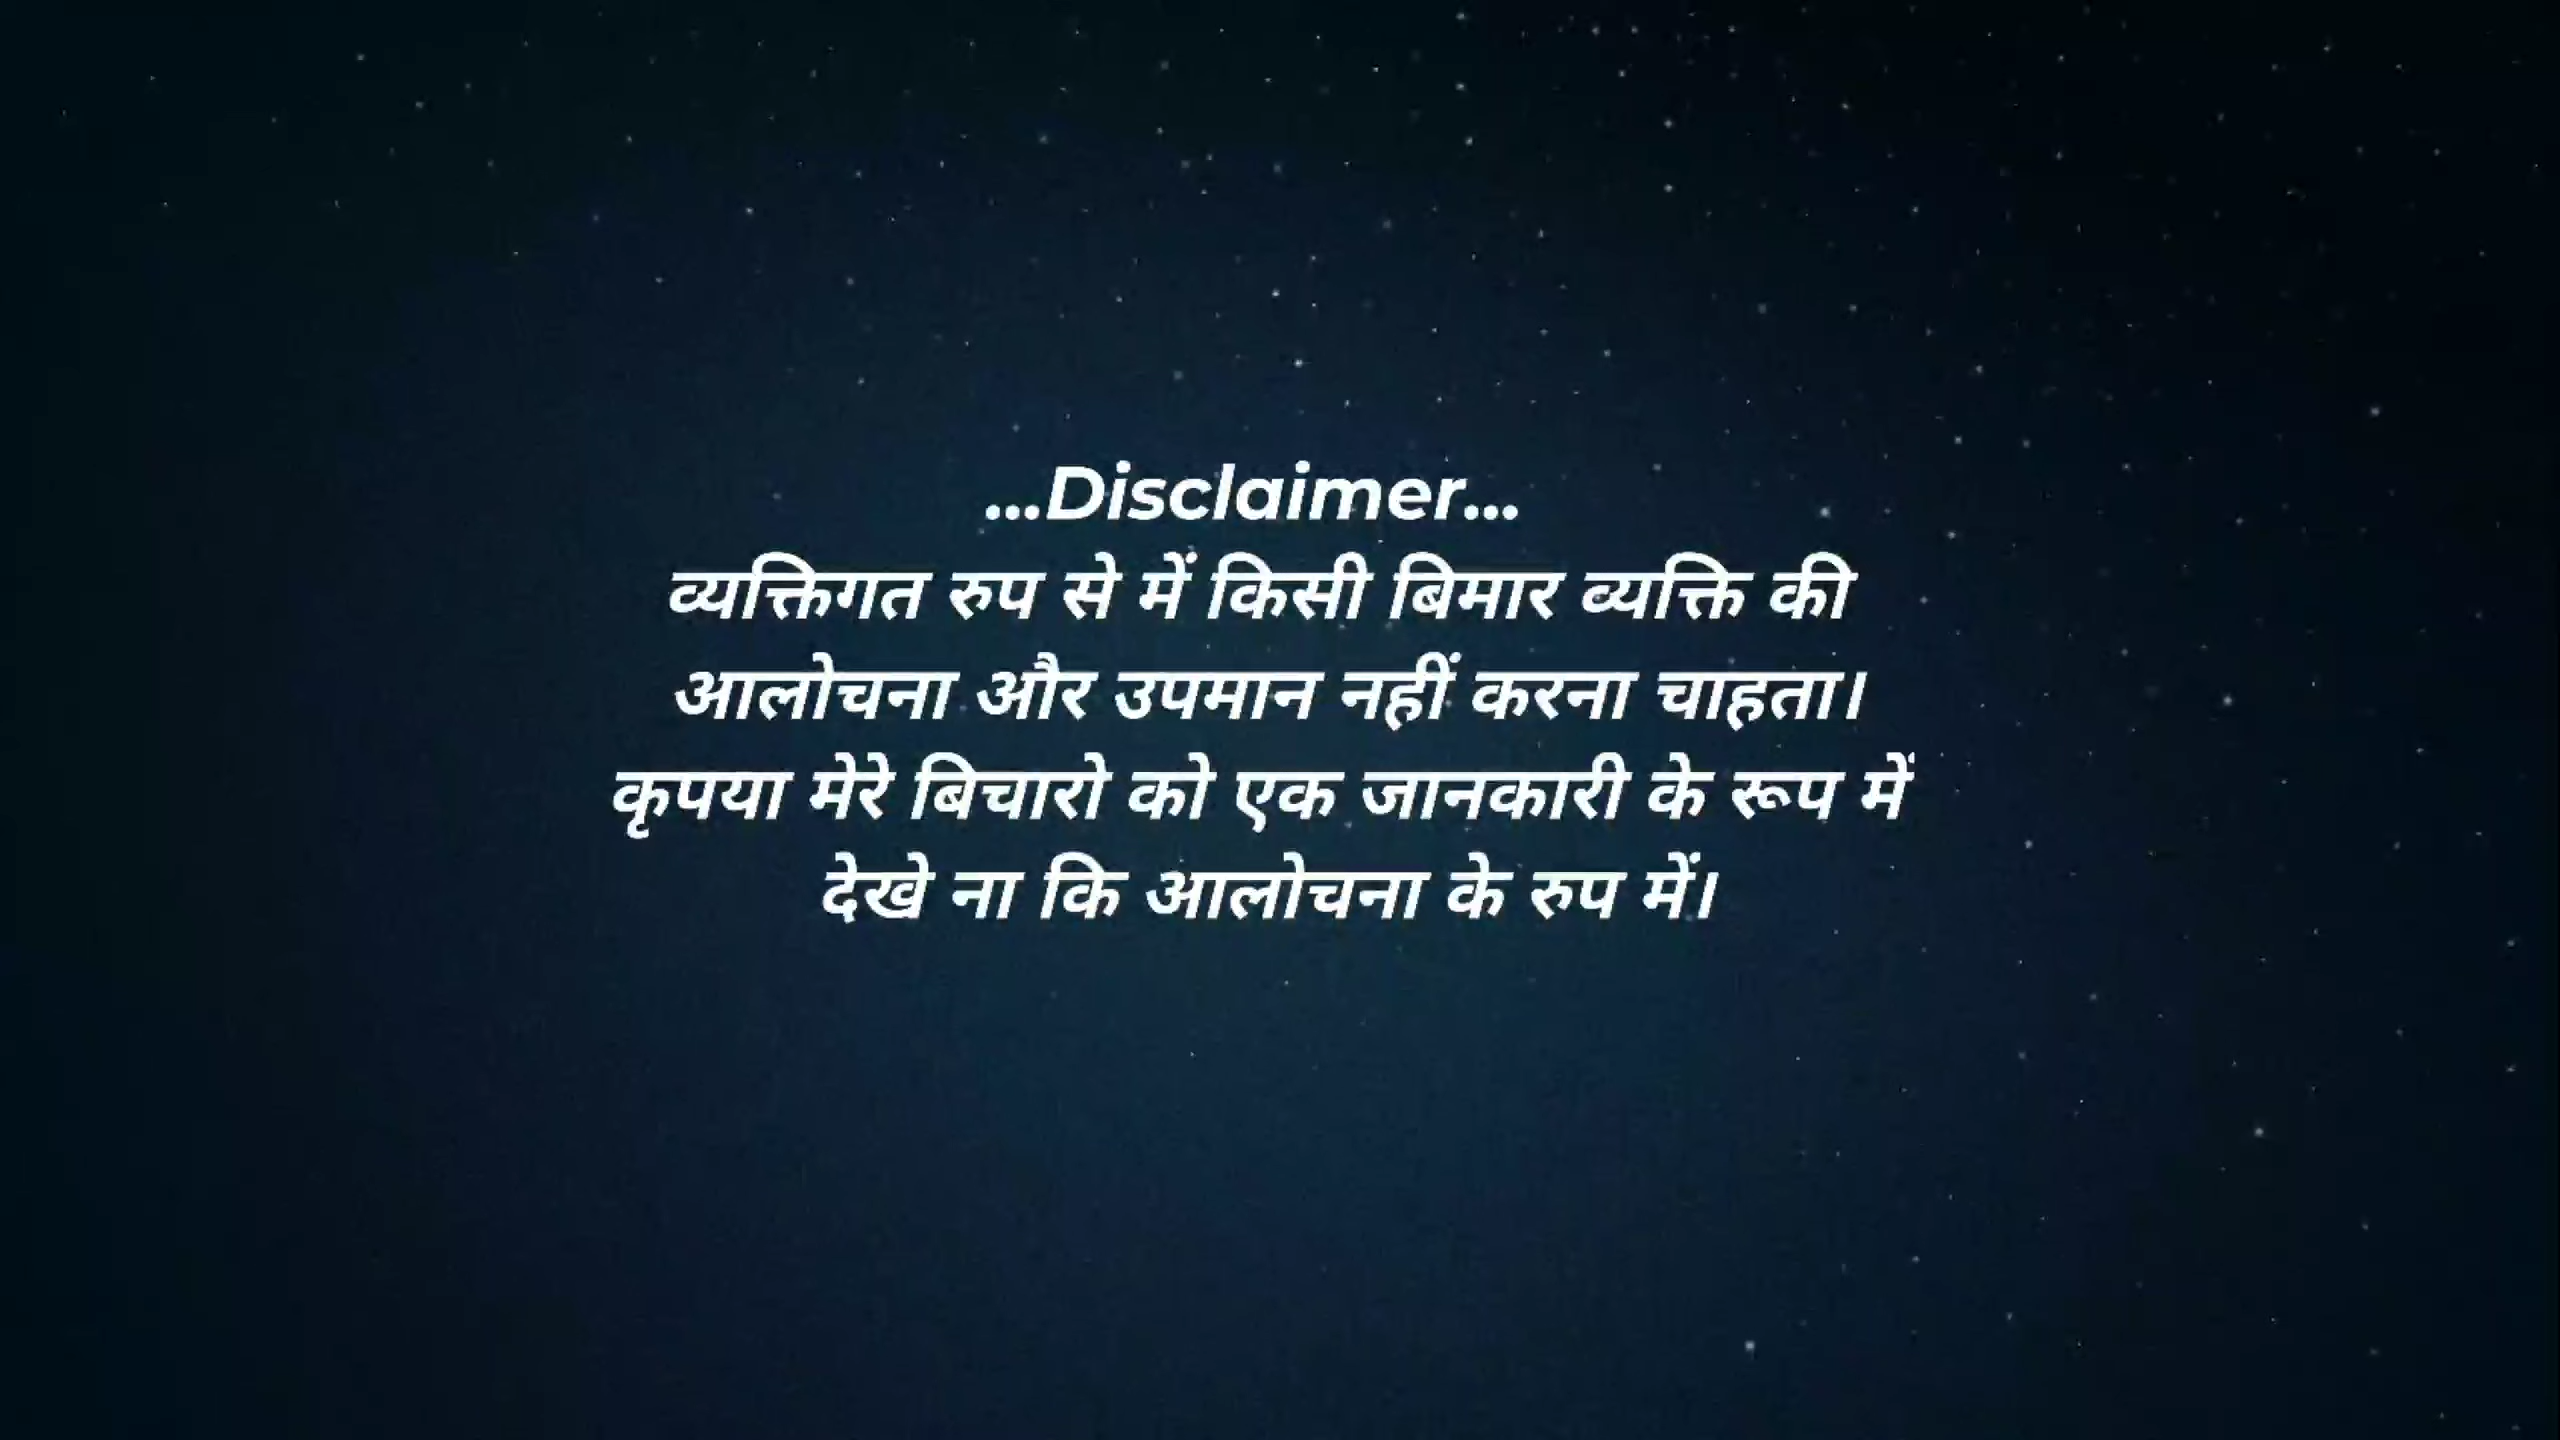 ...Disclaimer...
व्यक्तिगत रुप से में किसी बिमार व्यक्ति की
आलोचना और उपमान नहीं करना चाहता।
कृपया मेरे बिचारो को एक जानकारी के रूप में
देखे ना कि आलोचना के रुप में।